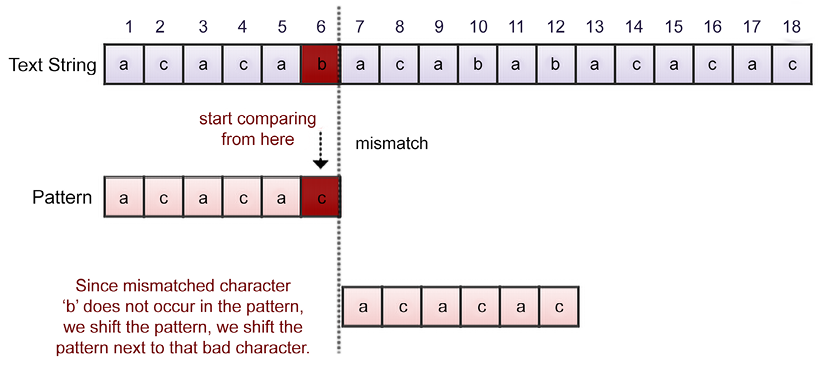 1 2 3 4 5 6 7 8 9 10 11 12 13 14 15 16 17 18
Text String a c a c a b a c a b a b a c a c a c
start comparing
from here
mismatch
Pattern a c a c a c
Since mismatched character
‘b’ does not occur in the pattern,
we shift the pattern, we shift the
pattern next to that bad character.
a c a c a c